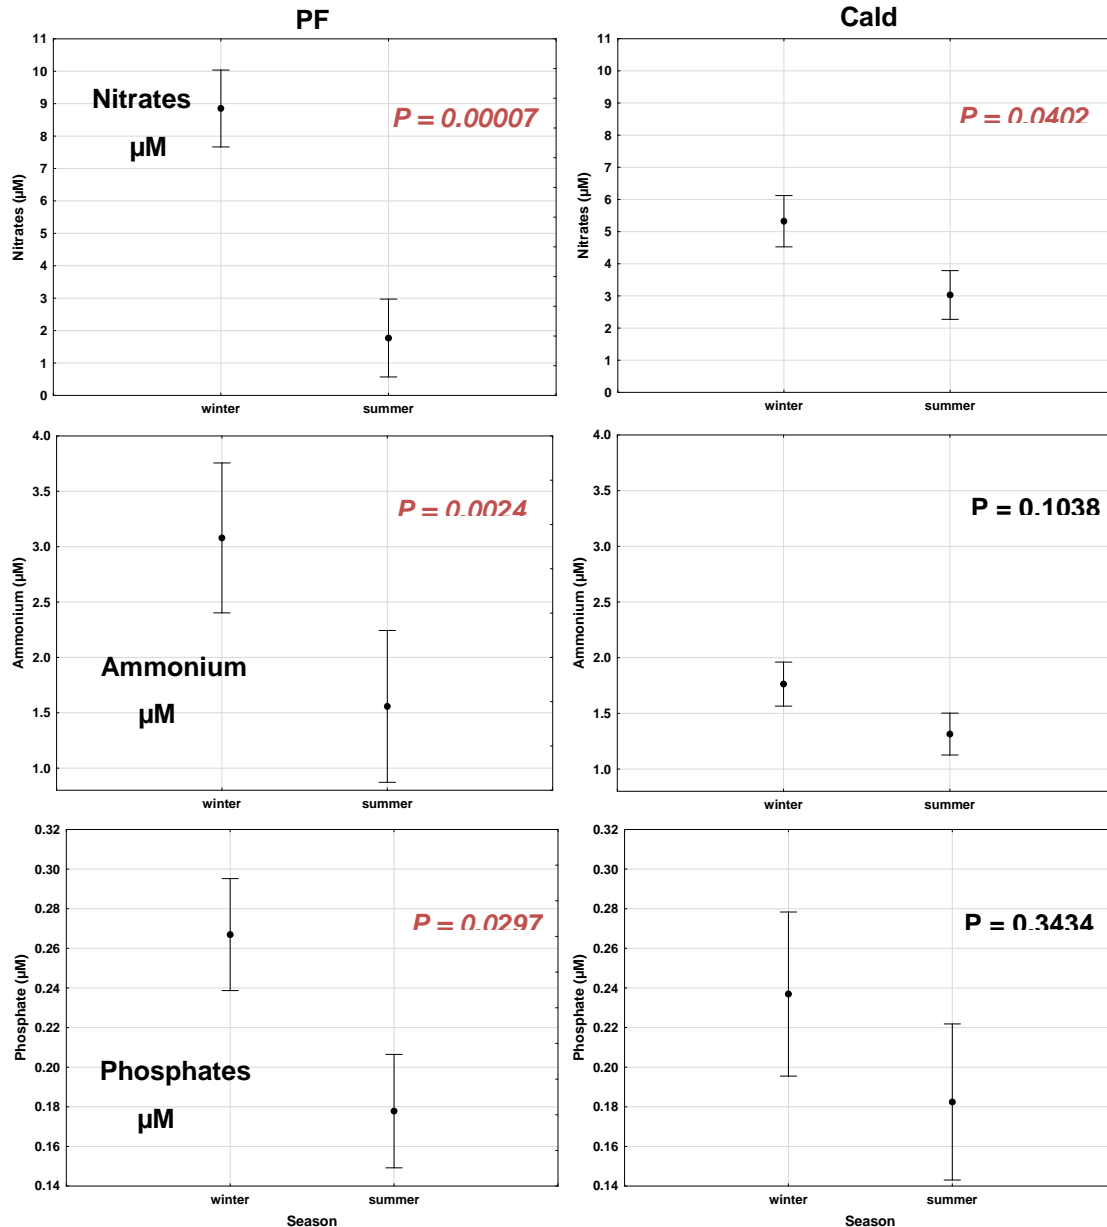 PF
Cald
11
10
9
8
7
6
5
4
3
2
1
0
Nitrates (µM)
Nitrates
µM
P = 0.00007
winter
summer
11
10
9
8
7
6
5
4
3
2
1
0
Nitrates (µM)
P = 0.0402
winter
summer
4.0
3.5
3.0
2.5
2.0
1.5
1.0
Ammonium (µM)
P = 0.0024
Ammonium
µM
winter
summer
4.0
3.5
3.0
2.5
2.0
1.5
1.0
Ammonium (µM)
P = 0.1038
winter
summer
0.32
0.30
0.28
0.26
0.24
0.22
0.20
0.18
0.16
0.14
Phosphate (µM)
P = 0.0297
Phosphates
µM
winter
summer
Season
0.32
0.30
0.28
0.26
0.24
0.22
0.20
0.18
0.16
0.14
Phosphate (µM)
P = 0.3434
winter
summer
Season